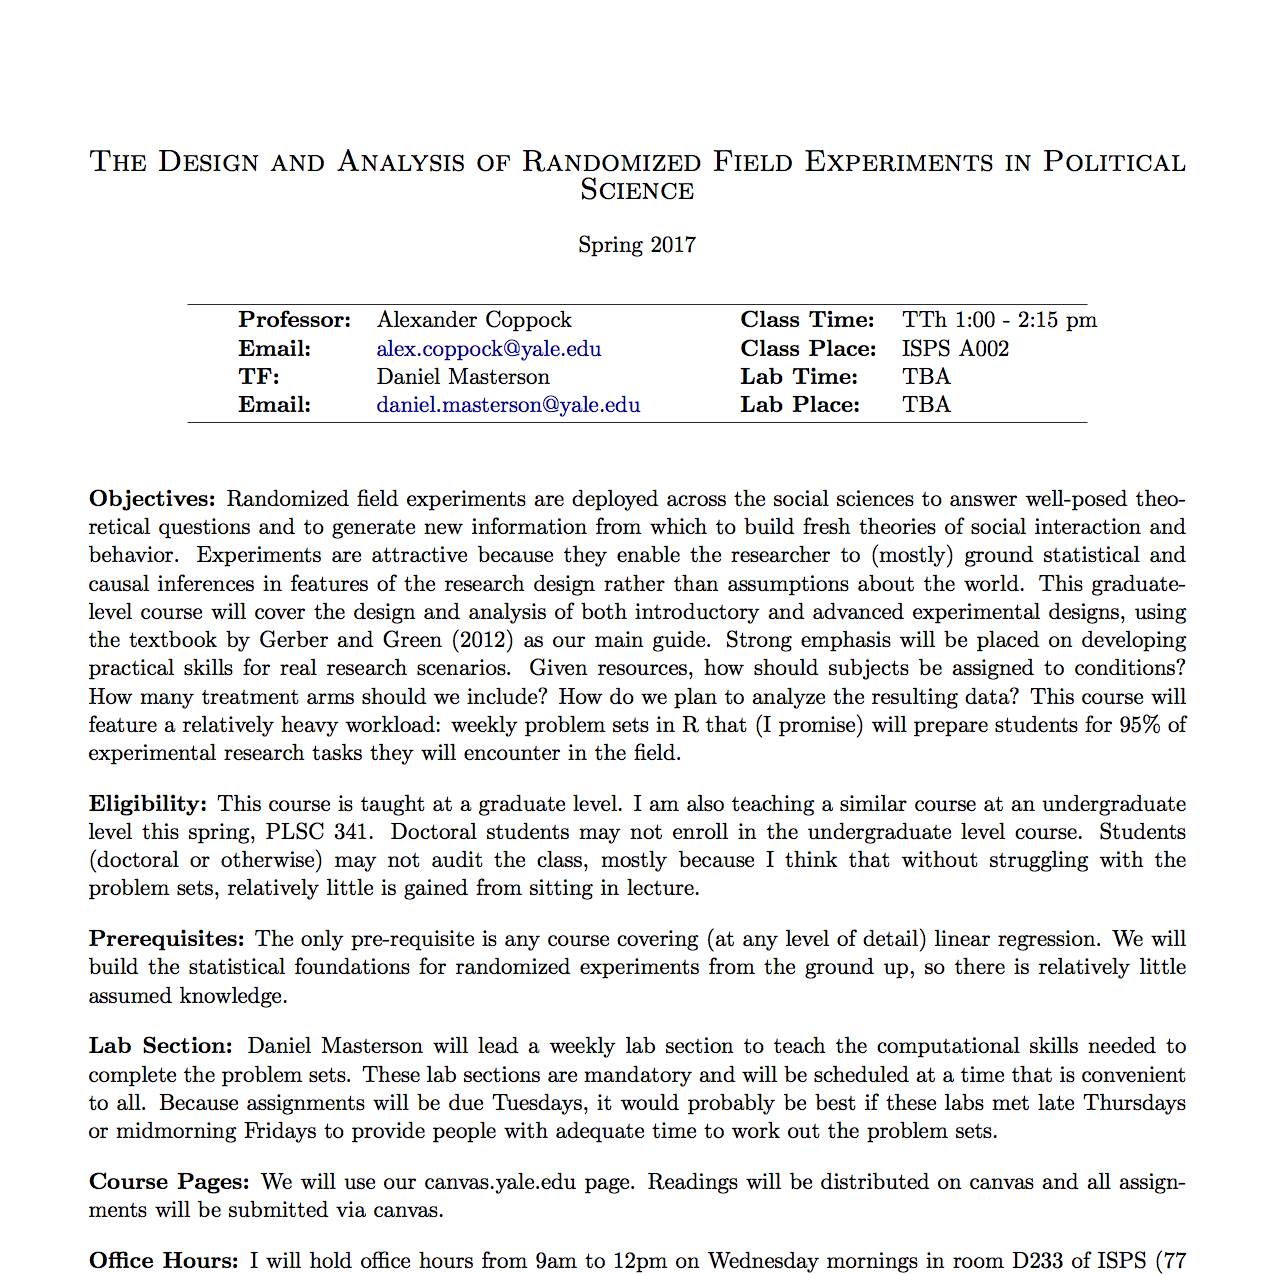 The Design and Analysis of Randomized Field Experiments in Political
Science
Spring 2017
Professor: Alexander Coppock Class Time: TTh 1:00 - 2:15 pm
Email: alex.coppock@yale.edu Class Place: ISPS A002
TF: Daniel Masterson Lab Time: TBA
Email: daniel.masterson@yale.edu Lab Place: TBA
Objectives: Randomized field experiments are deployed across the social sciences to answer well-posed theo-
retical questions and to generate new information from which to build fresh theories of social interaction and
behavior. Experiments are attractive because they enable the researcher to (mostly) ground statistical and
causal inferences in features of the research design rather than assumptions about the world. This graduate-
level course will cover the design and analysis of both introductory and advanced experimental designs, using
the textbook by Gerber and Green (2012) as our main guide. Strong emphasis will be placed on developing
practical skills for real research scenarios. Given resources, how should subjects be assigned to conditions?
How many treatment arms should we include? How do we plan to analyze the resulting data? This course will
feature a relatively heavy workload: weekly problem sets in R that (I promise) will prepare students for 95% of
experimental research tasks they will encounter in the field.
Eligibility: This course is taught at a graduate level. I am also teaching a similar course at an undergraduate
level this spring, PLSC 341. Doctoral students may not enroll in the undergraduate level course. Students
(doctoral or otherwise) may not audit the class, mostly because I think that without struggling with the
problem sets, relatively little is gained from sitting in lecture.
Prerequisites: The only pre-requisite is any course covering (at any level of detail) linear regression. We will
build the statistical foundations for randomized experiments from the ground up, so there is relatively little
assumed knowledge.
Lab Section: Daniel Masterson will lead a weekly lab section to teach the computational skills needed to
complete the problem sets. These lab sections are mandatory and will be scheduled at a time that is convenient
to all. Because assignments will be due Tuesdays, it would probably be best if these labs met late Thursdays
or midmorning Fridays to provide people with adequate time to work out the problem sets.
Course Pages: We will use our canvas.yale.edu page. Readings will be distributed on canvas and all assign-
ments will be submitted via canvas.
Office Hours: I will hold office hours from 9am to 12pm on Wednesday mornings in room D233 of ISPS (77